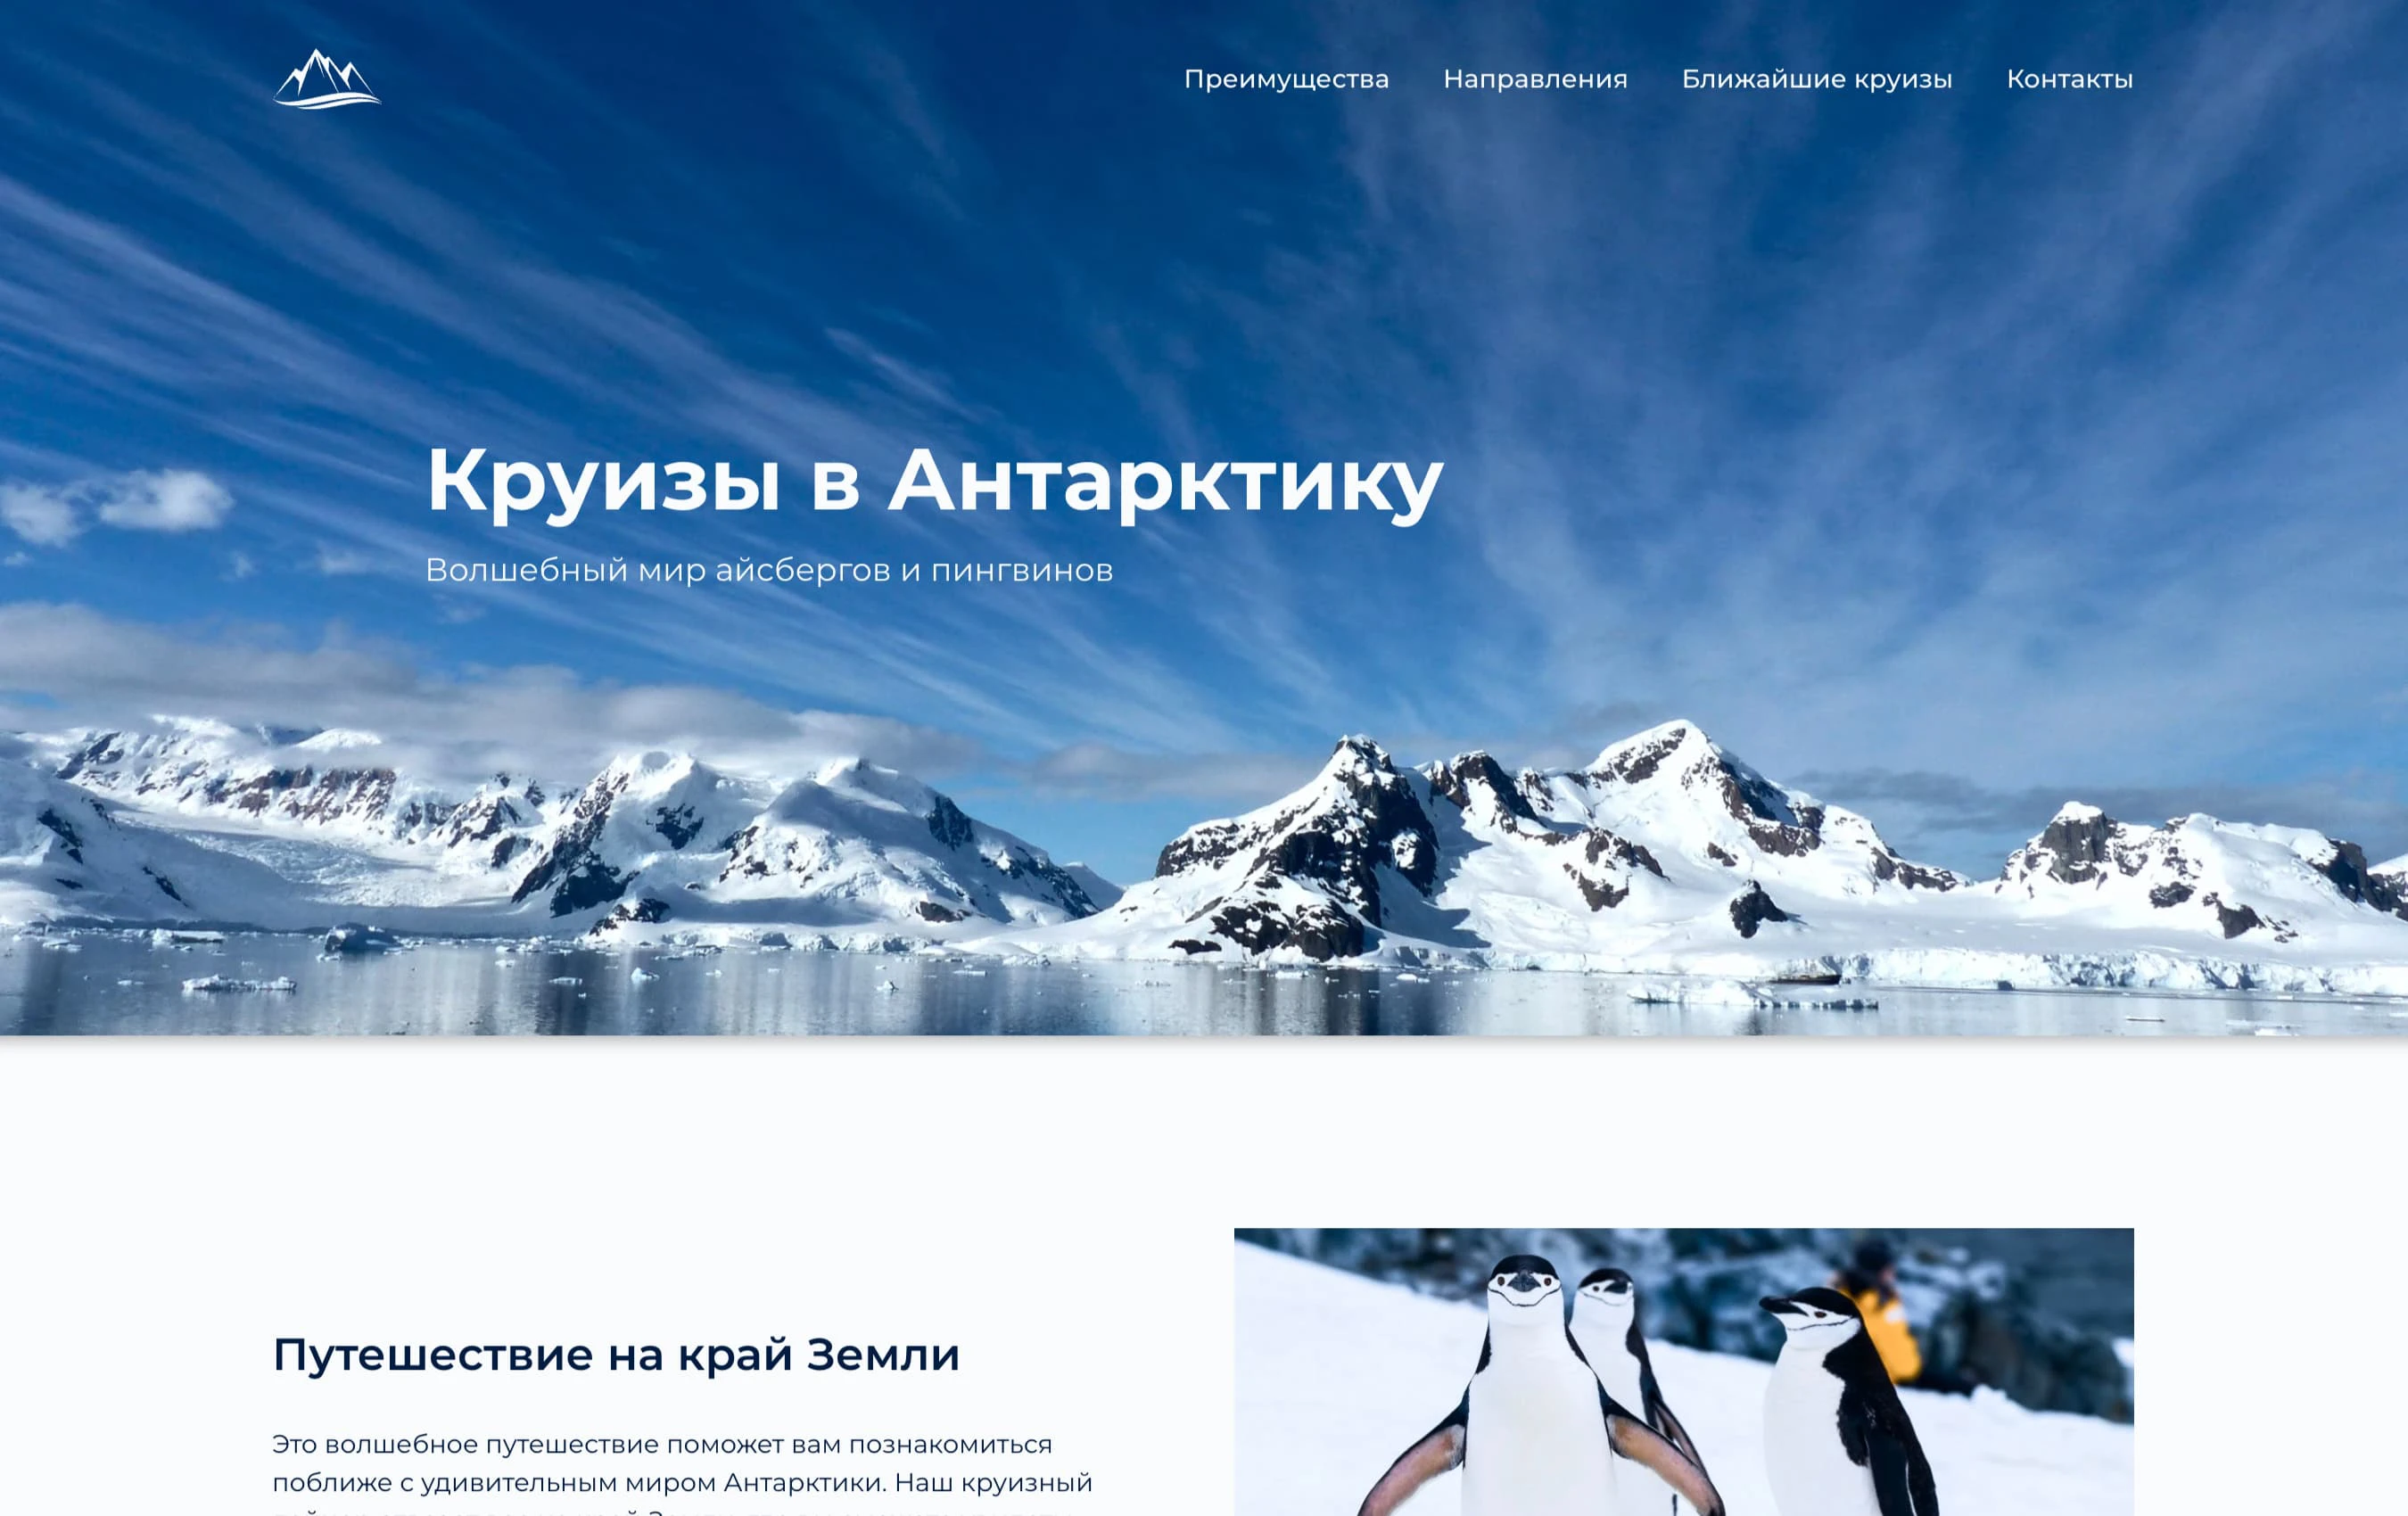 Преимущества Направления Ближайшие круизы Контакты
Круизы в Антарктику
Волшебный мир айсбергов и пингвинов
Путешествие на край Земли
Это волшебное путешествие поможет вам познакомиться
поближе с удивительным миром Антарктики. Наш круизный